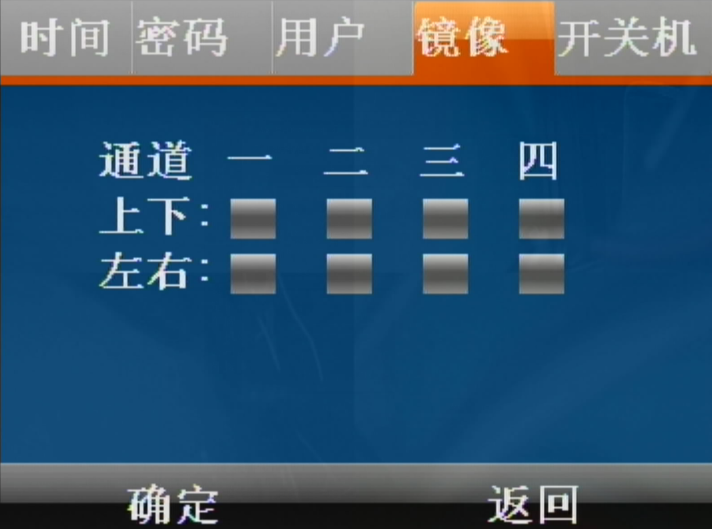 时间 密码 用户 镜像 开关机
通道 一 二 三 四
上下:
左右:
确定 返回